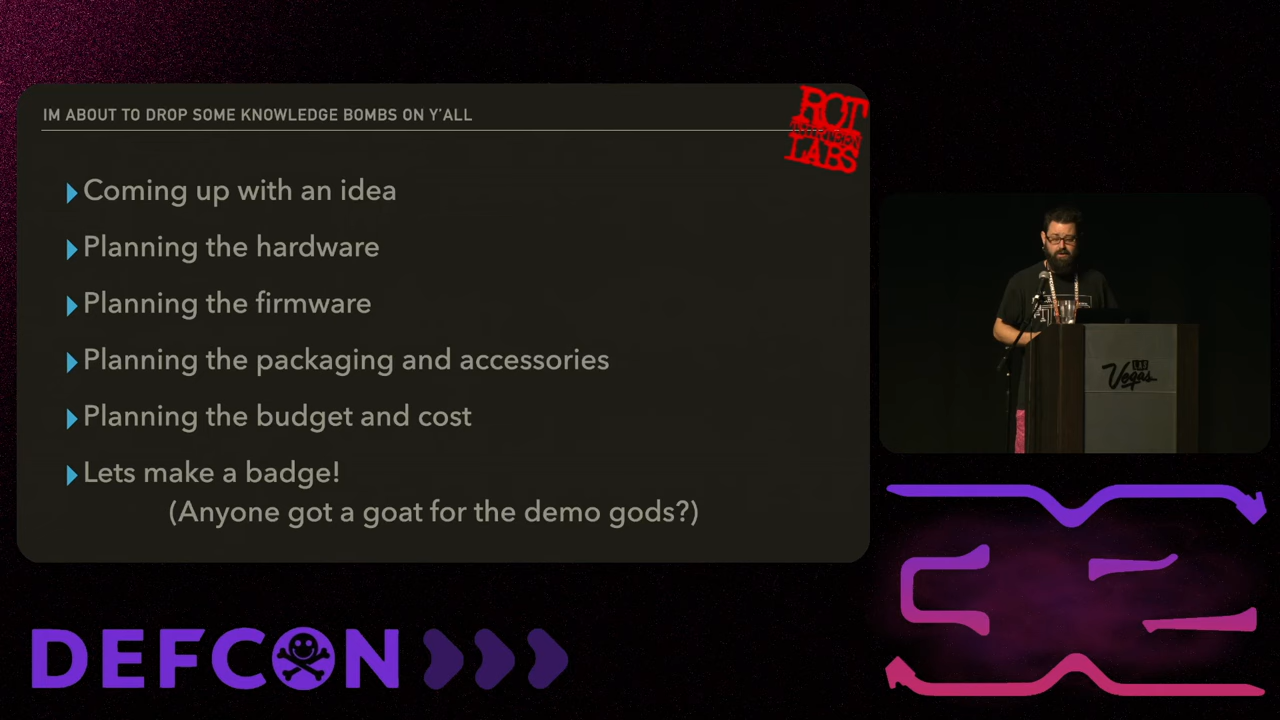 IM ABOUT TO DROP SOME KNOWLEDGE BOMBS ON Y'ALL
ROT
THIRTEEN
LABS
Coming up with an idea
Planning the hardware
Planning the firmware
Planning the packaging and accessories
Planning the budget and cost
Lets make a badge!
(Anyone got a goat for the demo gods?)
LAS
Vegas
DEFCON